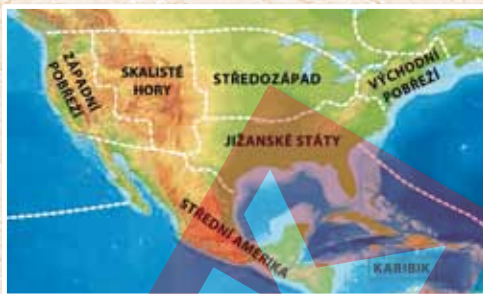 ZÁPADNÍ
POBŘEŽÍ
SKALISTÉ
HORY
STŘEDOZÁPAD
VÝCHODNÍ
POBŘEŽÍ
JIŽANSKÉ STÁTY
STŘEDNÍ AMERIKA
KARIBIK